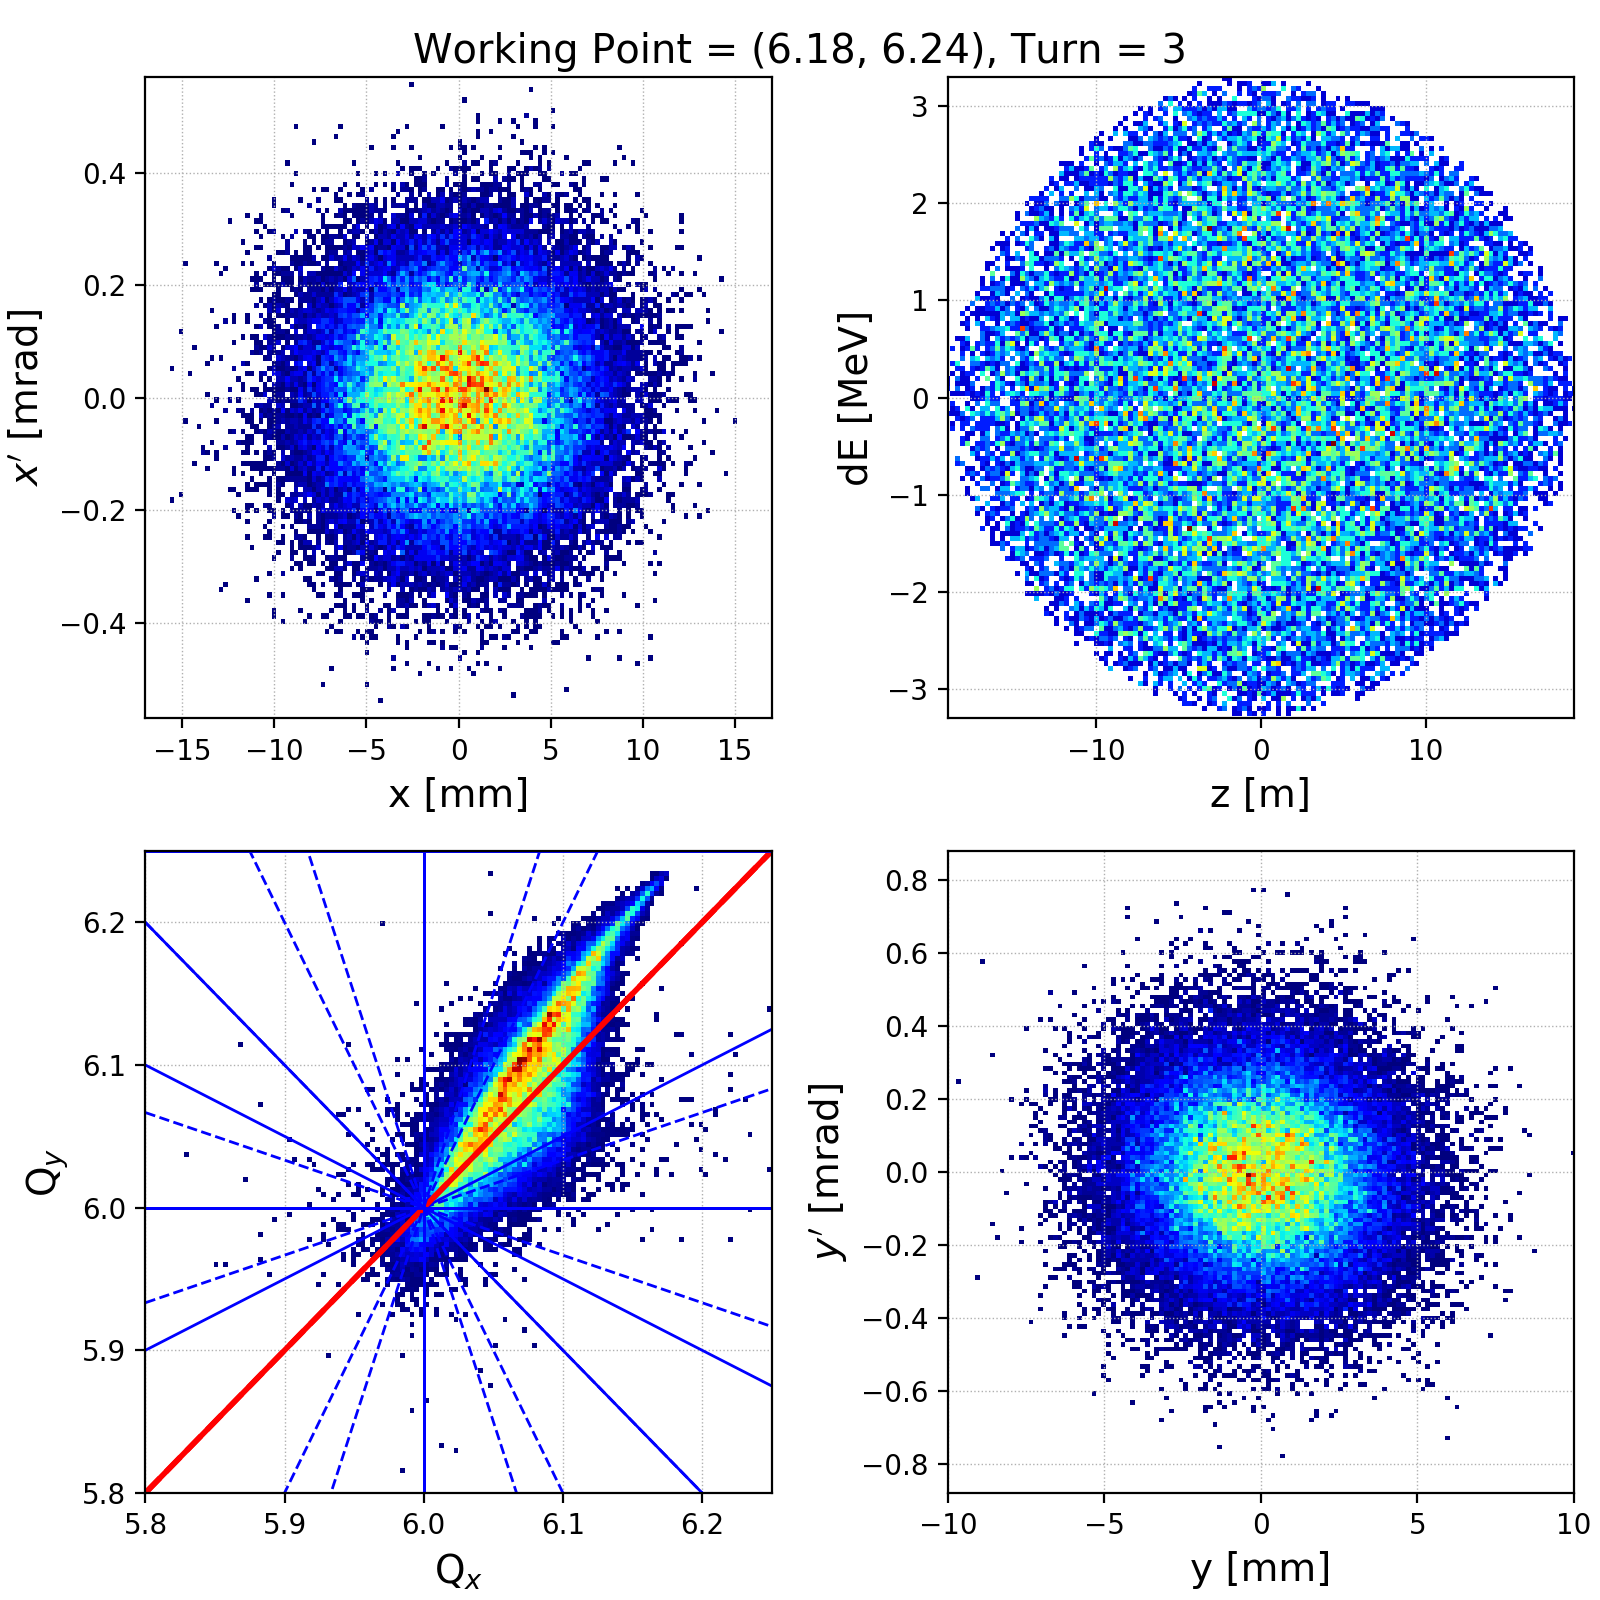 Working Point = (6.18, 6.24), Turn = 3
0.4
0.2
0.0
−0.2
−0.4
x′ [mrad]
−15 −10 −5 0 5 10 15
x [mm]
3
2
1
0
−1
−2
−3
dE [MeV]
−10 0 10
z [m]
6.2
6.1
6.0
5.9
5.8
Qy
5.8 5.9 6.0 6.1 6.2
Qx
0.8
0.6
0.4
0.2
0.0
−0.2
−0.4
−0.6
−0.8
y′ [mrad]
−10 −5 0 5 10
y [mm]